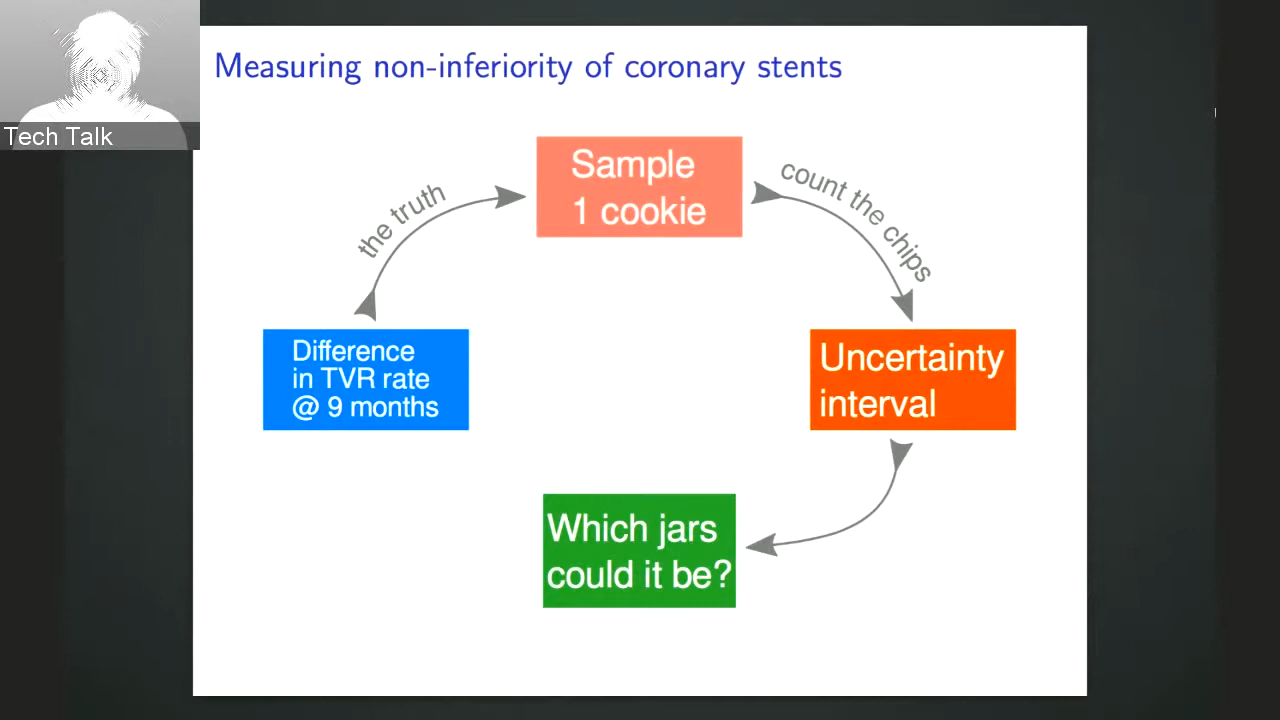 Measuring non-inferiority of coronary stents
Tech Talk
Sample
1 cookie
the truth
count the chips
Difference
in TVR rate
@ 9 months
Uncertainty
interval
Which jars
could it be?